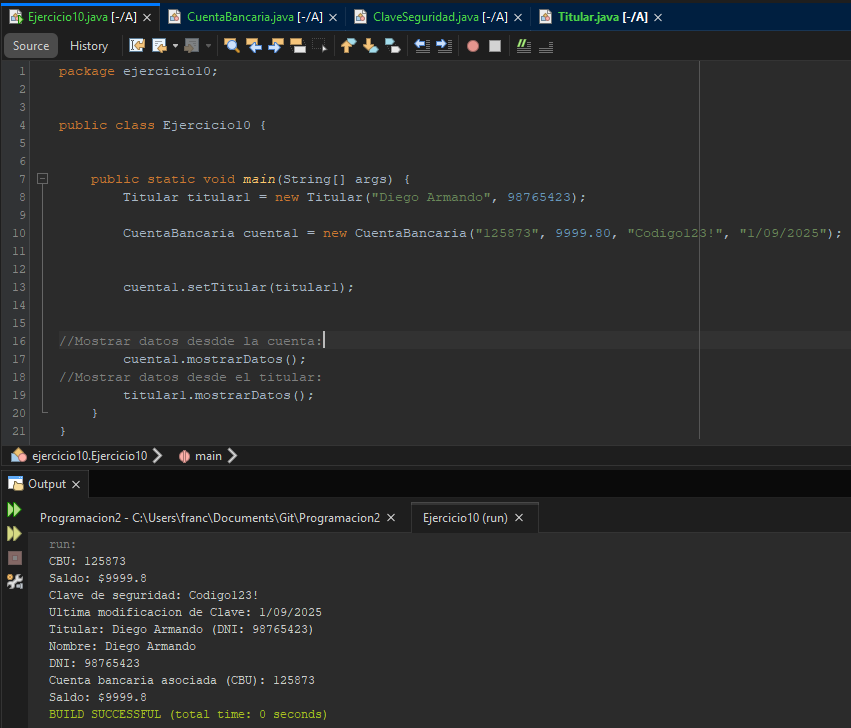 Ejercicio10.java [-/A] CuentaBancaria.java [-/A] ClaveSeguridad.java [-/A] Titular.java [-/A]
Source History
1 package ejercicio10;
2
3
4 public class Ejercicio10 {
5
6
7 public static void main(String[] args) {
8 Titular titular1 = new Titular("Diego Armando", 98765423);
9
10 CuentaBancaria cuenta1 = new CuentaBancaria("125873", 9999.80, "Codigo123!", "1/09/2025");
11
12
13 cuenta1.setTitular(titular1);
14
15
16 //Mostrar datos desdde la cuenta:
17 cuenta1.mostrarDatos();
18 //Mostrar datos desde el titular:
19 titular1.mostrarDatos();
20 }
21 }
ejercicio10.Ejercicio10 main
Output
Programacion2 - C:\Users\franc\Documents\Git\Programacion2 Ejercicio10 (run)
run:
CBU: 125873
Saldo: $9999.8
Clave de seguridad: Codigo123!
Ultima modificacion de Clave: 1/09/2025
Titular: Diego Armando (DNI: 98765423)
Nombre: Diego Armando
DNI: 98765423
Cuenta bancaria asociada (CBU): 125873
Saldo: $9999.8
BUILD SUCCESSFUL (total time: 0 seconds)